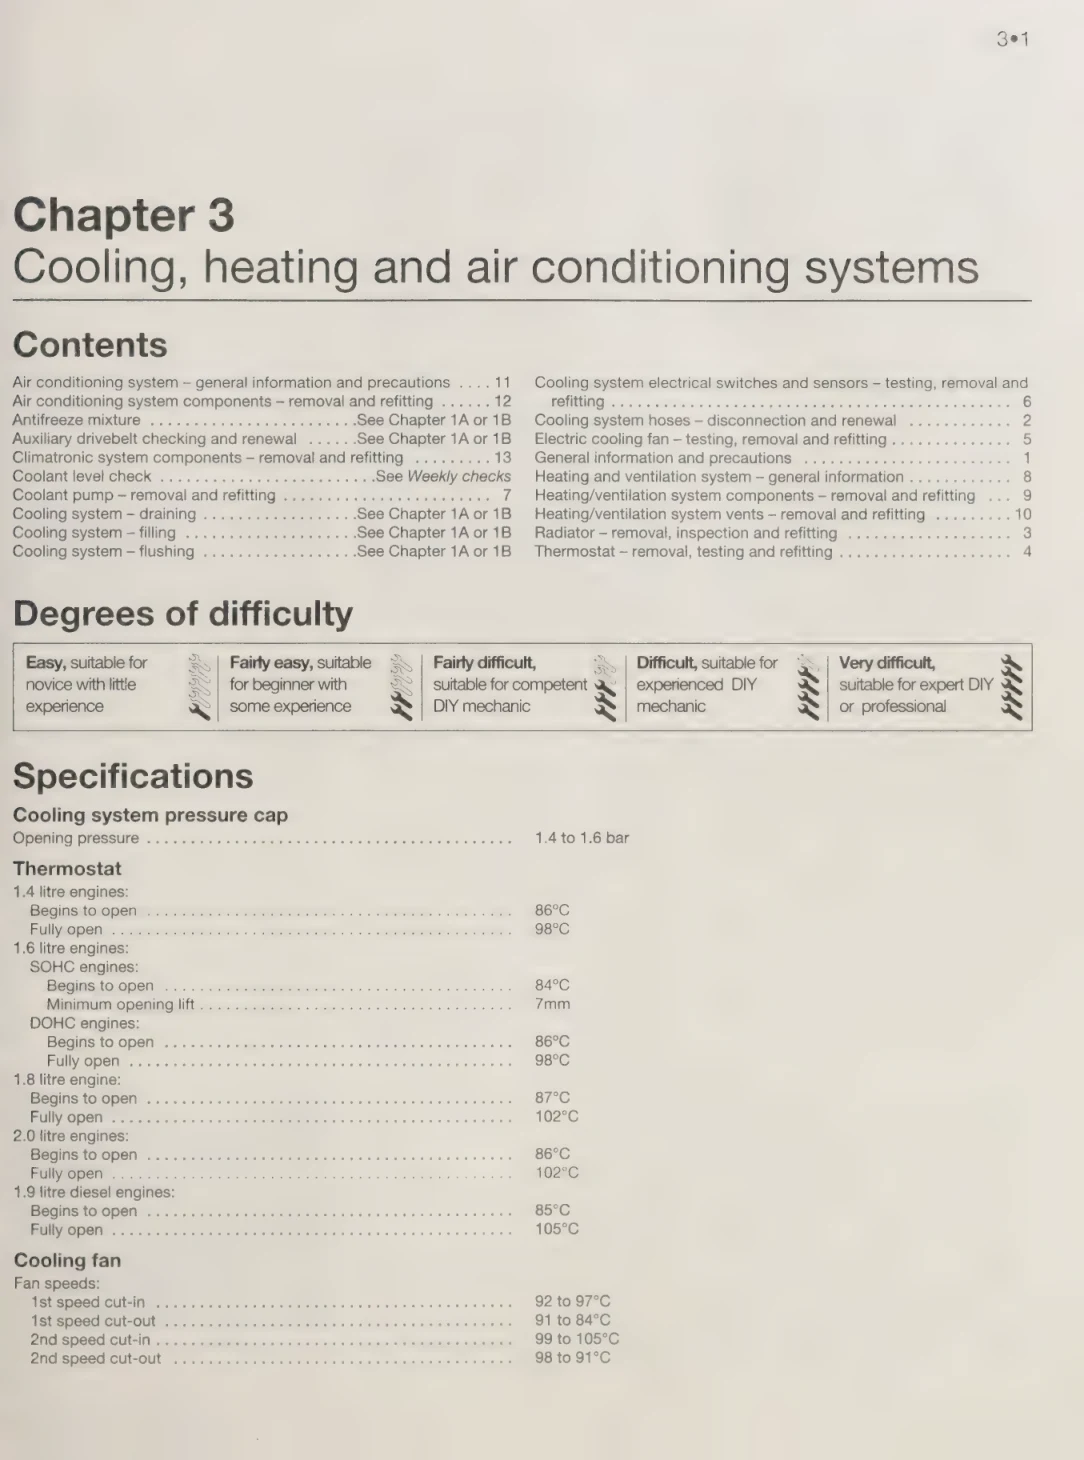 3•1
Chapter 3
Cooling, heating and air conditioning systems
Contents
Air conditioning system – general information and precautions . . . . 11
Air conditioning system components – removal and refitting . . . . . . 12
Antifreeze mixture . . . . . . . . . . . . . . . . . . . . . . . .See Chapter 1A or 1B
Auxiliary drivebelt checking and renewal . . . . . .See Chapter 1A or 1B
Climatronic system components – removal and refitting . . . . . . . . . 13
Coolant level check . . . . . . . . . . . . . . . . . . . . . . . . .See Weekly checks
Coolant pump – removal and refitting . . . . . . . . . . . . . . . . . . . . . . . . 7
Cooling system – draining . . . . . . . . . . . . . . . . . .See Chapter 1A or 1B
Cooling system – filling . . . . . . . . . . . . . . . . . . . .See Chapter 1A or 1B
Cooling system – flushing . . . . . . . . . . . . . . . . . .See Chapter 1A or 1B
Cooling system electrical switches and sensors – testing, removal and
refitting . . . . . . . . . . . . . . . . . . . . . . . . . . . . . . . . . . . . . . . . . . . . . . 6
Cooling system hoses – disconnection and renewal . . . . . . . . . . . . 2
Electric cooling fan – testing, removal and refitting . . . . . . . . . . . . . . 5
General information and precautions . . . . . . . . . . . . . . . . . . . . . . . . 1
Heating and ventilation system – general information . . . . . . . . . . . . 8
Heating/ventilation system components – removal and refitting . . . 9
Heating/ventilation system vents – removal and refitting . . . . . . . . . 10
Radiator – removal, inspection and refitting . . . . . . . . . . . . . . . . . . . 3
Thermostat – removal, testing and refitting . . . . . . . . . . . . . . . . . . . . 4
Degrees of difficulty
Easy, suitable for
novice with little
experience
Fairly easy, suitable
for beginner with
some experience
Fairly difficult,
suitable for competent
DIY mechanic
Difficult, suitable for
experienced DIY
mechanic
Very difficult,
suitable for expert DIY
or professional
Specifications
Cooling system pressure cap
Opening pressure . . . . . . . . . . . . . . . . . . . . . . . . . . . . . . . . . . . . . . . . . . 1.4 to 1.6 bar
Thermostat
1.4 litre engines:
Begins to open . . . . . . . . . . . . . . . . . . . . . . . . . . . . . . . . . . . . . . . . . . 86°C
Fully open . . . . . . . . . . . . . . . . . . . . . . . . . . . . . . . . . . . . . . . . . . . . . . 98°C
1.6 litre engines:
SOHC engines:
Begins to open . . . . . . . . . . . . . . . . . . . . . . . . . . . . . . . . . . . . . . . . 84°C
Minimum opening lift . . . . . . . . . . . . . . . . . . . . . . . . . . . . . . . . . . . . 7mm
DOHC engines:
Begins to open . . . . . . . . . . . . . . . . . . . . . . . . . . . . . . . . . . . . . . . . 86°C
Fully open . . . . . . . . . . . . . . . . . . . . . . . . . . . . . . . . . . . . . . . . . . . . 98°C
1.8 litre engine:
Begins to open . . . . . . . . . . . . . . . . . . . . . . . . . . . . . . . . . . . . . . . . . . 87°C
Fully open . . . . . . . . . . . . . . . . . . . . . . . . . . . . . . . . . . . . . . . . . . . . . . 102°C
2.0 litre engines:
Begins to open . . . . . . . . . . . . . . . . . . . . . . . . . . . . . . . . . . . . . . . . . . 86°C
Fully open . . . . . . . . . . . . . . . . . . . . . . . . . . . . . . . . . . . . . . . . . . . . . . 102°C
1.9 litre diesel engines:
Begins to open . . . . . . . . . . . . . . . . . . . . . . . . . . . . . . . . . . . . . . . . . . 85°C
Fully open . . . . . . . . . . . . . . . . . . . . . . . . . . . . . . . . . . . . . . . . . . . . . . 105°C
Cooling fan
Fan speeds:
1st speed cut-in . . . . . . . . . . . . . . . . . . . . . . . . . . . . . . . . . . . . . . . . . 92 to 97°C
1st speed cut-out . . . . . . . . . . . . . . . . . . . . . . . . . . . . . . . . . . . . . . . . 91 to 84°C
2nd speed cut-in . . . . . . . . . . . . . . . . . . . . . . . . . . . . . . . . . . . . . . . . . 99 to 105°C
2nd speed cut-out . . . . . . . . . . . . . . . . . . . . . . . . . . . . . . . . . . . . . . . 98 to 91°C